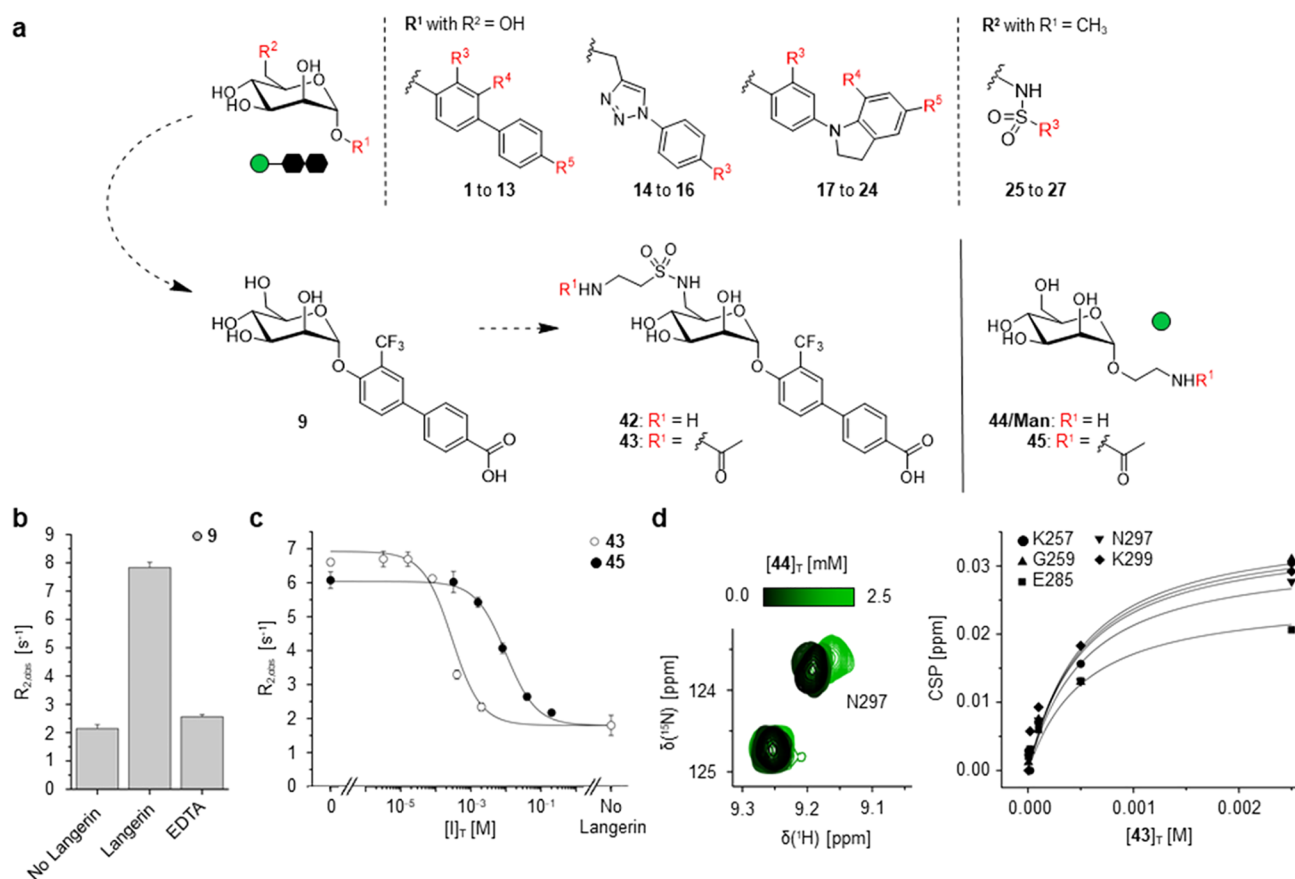 a
R¹ with R² = OH
R² with R¹ = CH₃
R²
OH
HO
HO
O
O
R¹
R³
R⁴
R⁵
1 to 13
N
N
N
R³
14 to 16
R³
R⁴
R⁵
N
17 to 24
NH
O
S
O
R³
25 to 27
HO
OH
HO
HO
O
O
CF₃
O
OH
9
O
O
S
R¹HN
NH
OH
HO
HO
O
O
CF₃
O
OH
42: R¹ = H
43: R¹ =
O
OH
OH
HO
HO
O
O
NHR¹
44/Man: R¹ = H
45: R¹ =
O
b
9
R2,obs [s⁻¹]
9
8
7
6
5
4
3
2
1
0
No Langerin
Langerin
EDTA
c
43
45
R2,obs [s⁻¹]
7
6
5
4
3
2
1
0
0
10⁻⁵
10⁻³
10⁻¹
No Langerin
[I]T [M]
d
[44]T [mM]
0.0
2.5
δ(¹⁵N) [ppm]
124
125
N297
9.3
9.2
9.1
δ(¹H) [ppm]
K257
N297
G259
K299
E285
CSP [ppm]
0.03
0.02
0.01
0.00
0.000
0.001
0.002
[43]T [M]